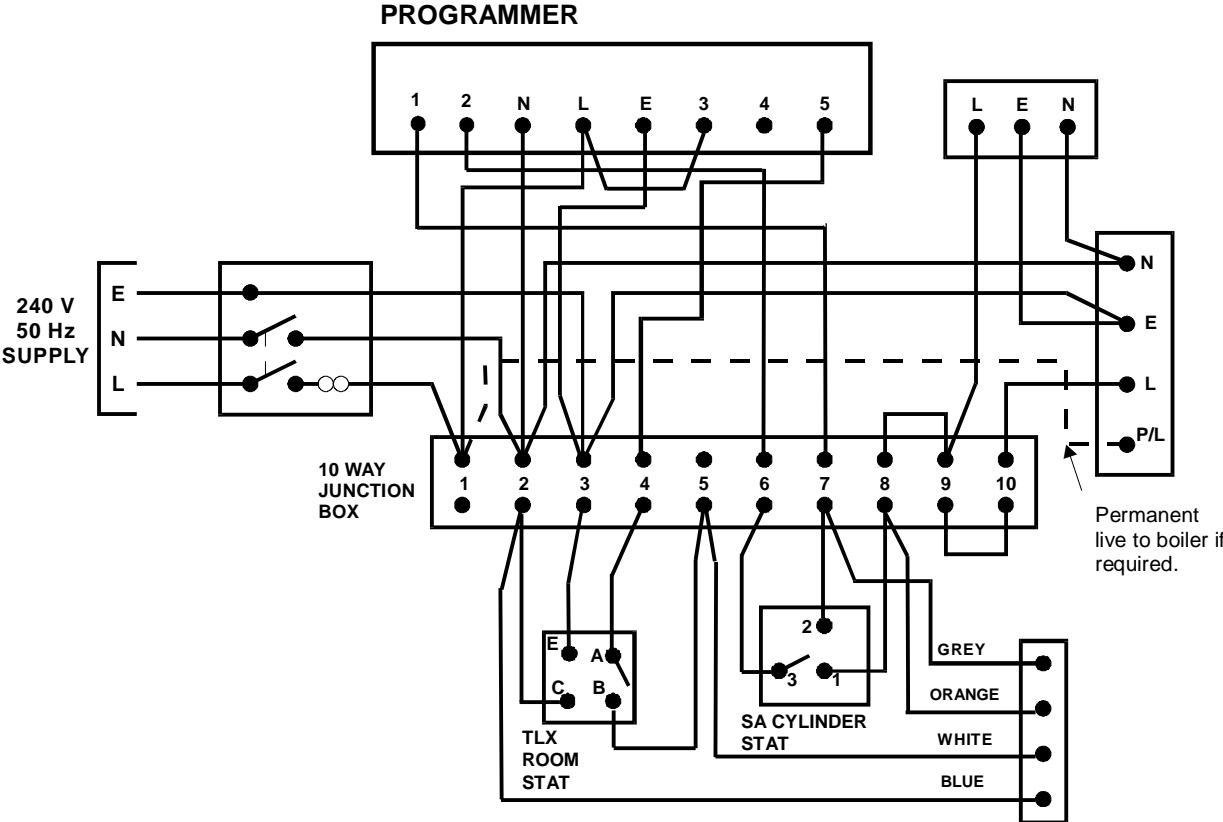 PROGRAMMER
1 2 N L E 3 4 5
L E N
240 V
50 Hz
SUPPLY
E
N
L
N
E
L
P/L
10 WAY
JUNCTION
BOX
1 2 3 4 5 6 7 8 9 10
Permanent
live to boiler if
required.
E A
C B
TLX
ROOM
STAT
2
3 1
SA CYLINDER
STAT
GREY
ORANGE
WHITE
BLUE